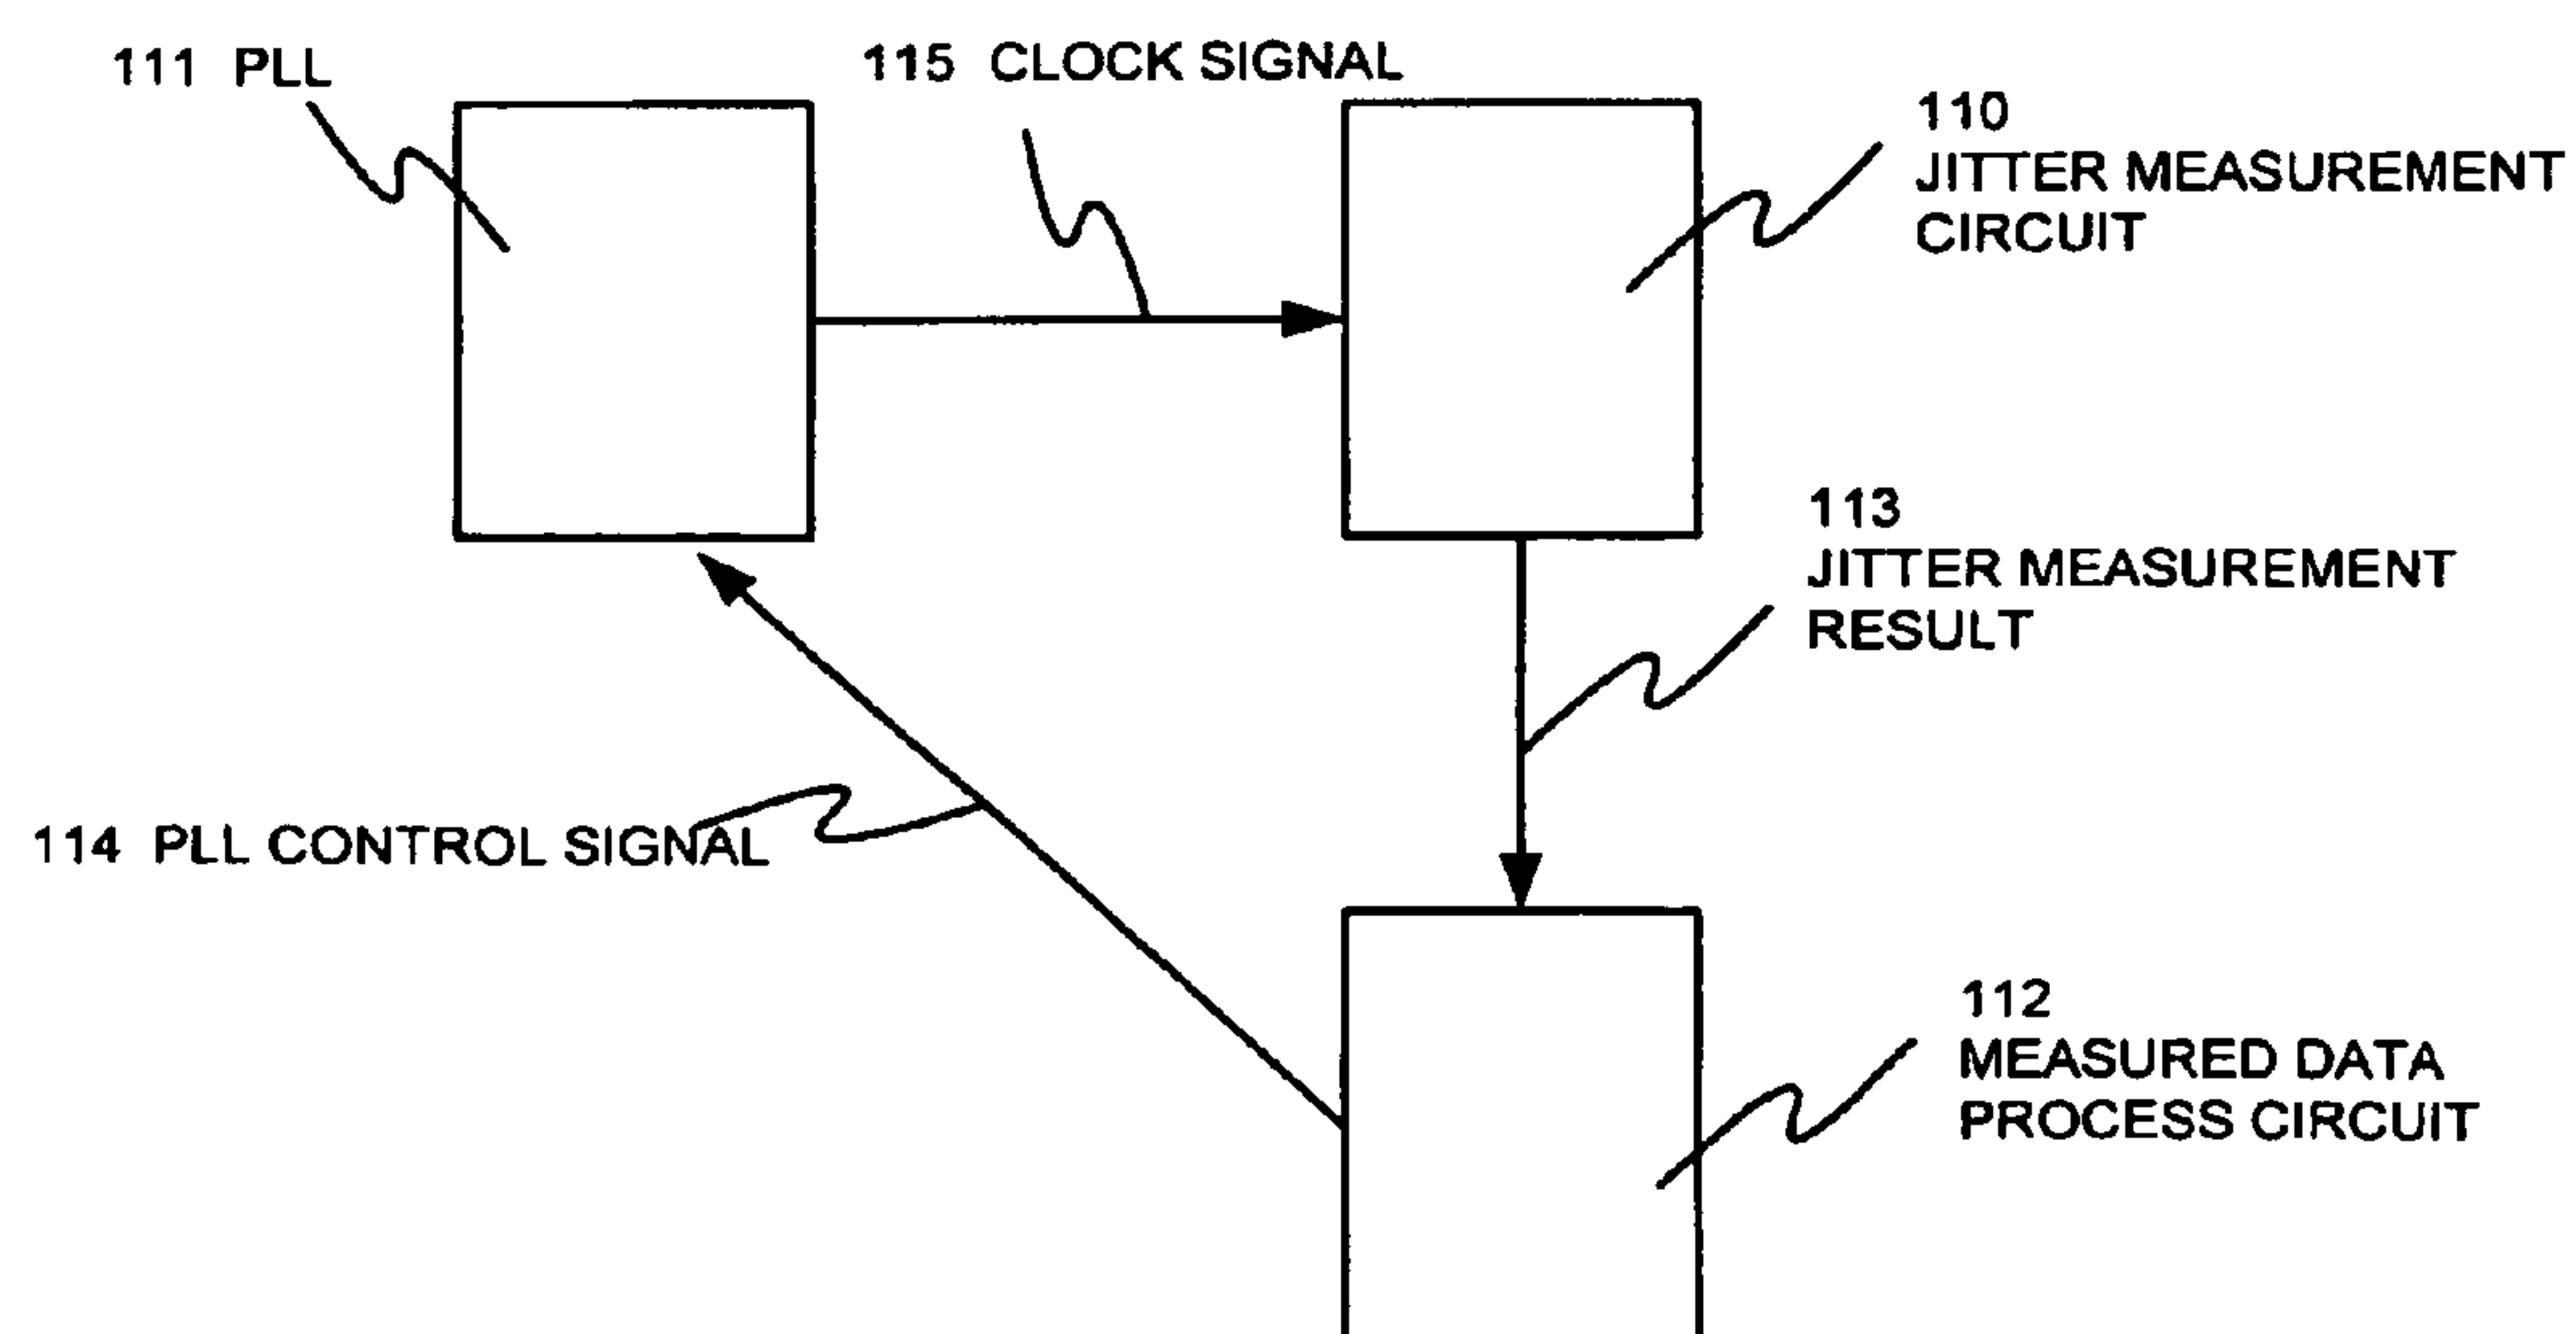 111 PLL
115 CLOCK SIGNAL
110
JITTER MEASUREMENT
CIRCUIT
113
JITTER MEASUREMENT
RESULT
114 PLL CONTROL SIGNAL
112
MEASURED DATA
PROCESS CIRCUIT